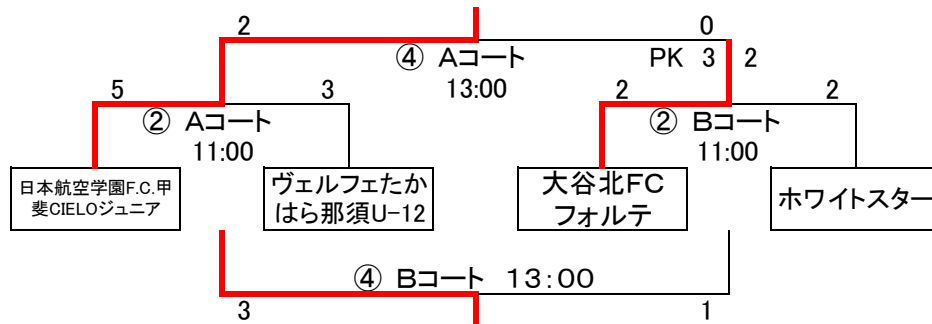 2 0
④ Aコート PK 3 2
13:00
5 3 2 2
② Aコート ② Bコート
11:00 11:00
日本航空学園F.C.甲
斐CIELOジュニア
ヴェルフェたか
はら那須U-12
大谷北FC
フォルテ
ホワイトスター
④ Bコート 13:00
3 1